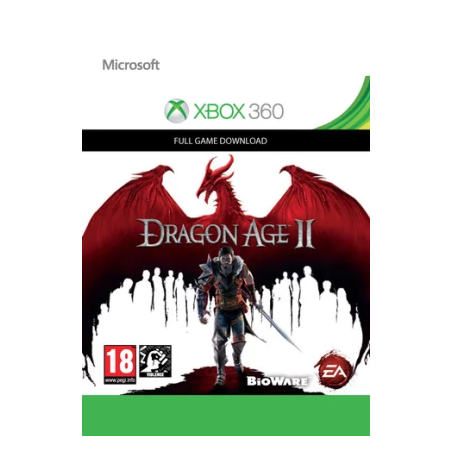 Microsoft
XBOX 360
FULL GAME DOWNLOAD
DRAGON AGE II
18
www.pegi.info
VIOLENCE
BIOWARE
EA